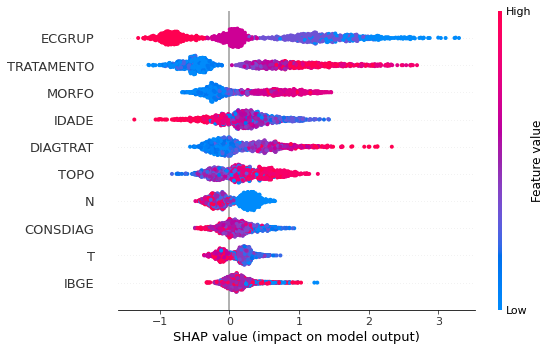 High
ECGRUP
TRATAMENTO
MORFO
IDADE
DIAGTRAT
TOPO
N
CONSDIAG
T
IBGE
Feature value
Low
−1 0 1 2 3
SHAP value (impact on model output)